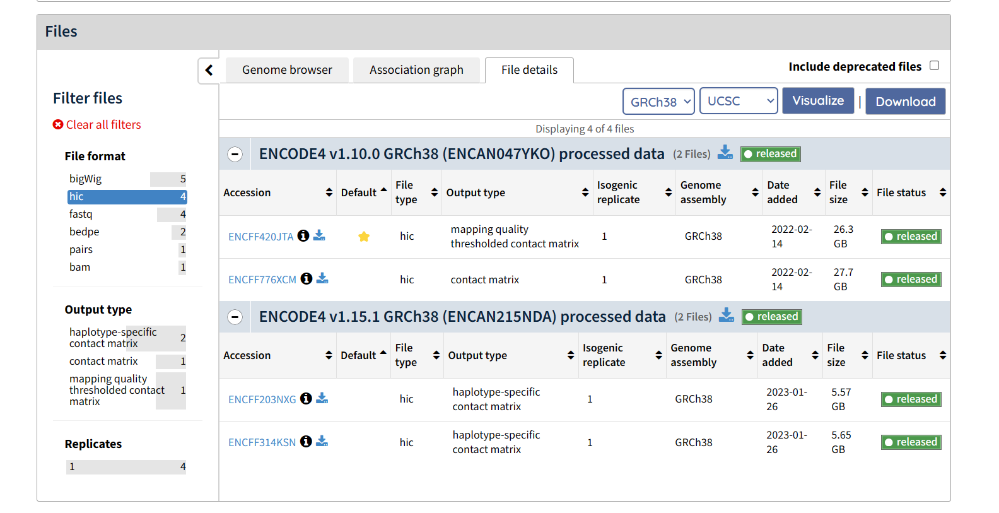 Files
Genome browser
Association graph
File details
Include deprecated files
GRCh38
UCSC
Visualize
|
Download
Filter files
Clear all filters
Displaying 4 of 4 files
File format
bigWig 5
hic 4
fastq 4
bedpe 2
pairs 1
bam 1
Output type
haplotype-specific
contact matrix 2
contact matrix 1
mapping quality
thresholded contact 1
matrix
Replicates
1 4
ENCODE4 v1.10.0 GRCh38 (ENCAN047YKO) processed data (2 Files) released
Accession Default File type Output type Isogenic replicate Genome assembly Date added File size File status
ENCFF420JTA hic mapping quality thresholded contact matrix 1 GRCh38 2022-02-14 26.3 GB released
ENCFF776XCM hic contact matrix 1 GRCh38 2022-02-14 27.7 GB released
ENCODE4 v1.15.1 GRCh38 (ENCAN215NDA) processed data (2 Files) released
Accession Default File type Output type Isogenic replicate Genome assembly Date added File size File status
ENCFF203NXG hic haplotype-specific contact matrix 1 GRCh38 2023-01-26 5.57 GB released
ENCFF314KSN hic haplotype-specific contact matrix 1 GRCh38 2023-01-26 5.65 GB released